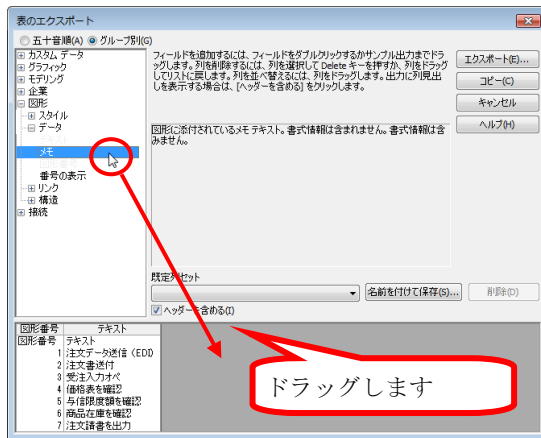 表のエクスポート
五十音順(A) グループ別(G)
カスタム データ
グラフィック
モデリング
企業
図形
スタイル
データ
メモ
番号の表示
リンク
構造
接続
フィールドを追加するには、フィールドをダブルクリックするかサンプル出力までドラ
ッグします。列を削除するには、列を選択して Delete キーを押すか、列をドラッグ
してリストに戻します。列を並べ替えるには、列をドラッグします。出力に列見出
しを表示する場合は、[ヘッダーを含める] をクリックします。
図形に添付されているメモ テキスト。書式情報は含まれません。書式情報は含
みません。
エクスポート(E)...
コピー(C)
キャンセル
ヘルプ(H)
既定列セット
名前を付けて保存(S)...
削除(D)
ヘッダーを含める(I)
図形番号 テキスト
図形番号 テキスト
1 注文データ送信(EDI)
2 注文書送付
3 受注入力オペ
4 価格表を確認
5 与信限度額を確認
6 商品在庫を確認
7 注文請書を出力
ドラッグします